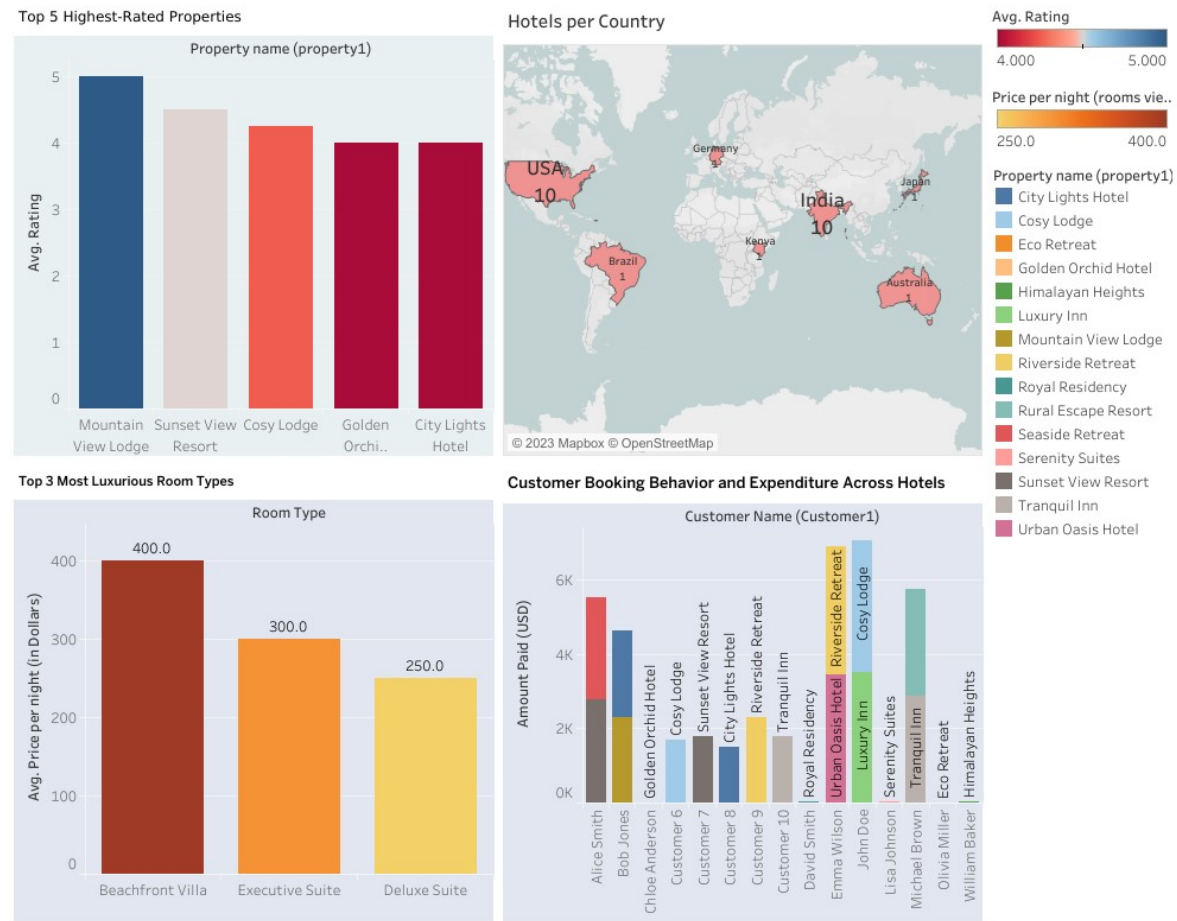 Top 5 Highest-Rated Properties
Property name (property1)
Avg. Rating
5
4
3
2
1
0
Mountain View Lodge
Sunset View Resort
Cosy Lodge
Golden Orchi..
City Lights Hotel
Hotels per Country
USA
10
Germany
1
India
10
Japan
1
Kenya
1
Brazil
1
Australia
1
© 2023 Mapbox © OpenStreetMap
Avg. Rating
4.000 5.000
Price per night (rooms vie..
250.0 400.0
Property name (property1)
City Lights Hotel
Cosy Lodge
Eco Retreat
Golden Orchid Hotel
Himalayan Heights
Luxury Inn
Mountain View Lodge
Riverside Retreat
Royal Residency
Rural Escape Resort
Seaside Retreat
Serenity Suites
Sunset View Resort
Tranquil Inn
Urban Oasis Hotel
Top 3 Most Luxurious Room Types
Room Type
Avg. Price per night (in Dollars)
400
300
200
100
0
400.0
300.0
250.0
Beachfront Villa
Executive Suite
Deluxe Suite
Customer Booking Behavior and Expenditure Across Hotels
Customer Name (Customer1)
Amount Paid (USD)
6K
4K
2K
0K
Golden Orchid Hotel
Cosy Lodge
Sunset View Resort
City Lights Hotel
Riverside Retreat
Tranquil Inn
Royal Residency
Riverside Retreat
Urban Oasis Hotel
Cosy Lodge
Luxury Inn
Serenity Suites
Tranquil Inn
Eco Retreat
Himalayan Heights
Alice Smith
Bob Jones
Chloe Anderson
Customer 6
Customer 7
Customer 8
Customer 9
Customer 10
David Smith
Emma Wilson
John Doe
Lisa Johnson
Michael Brown
Olivia Miller
William Baker